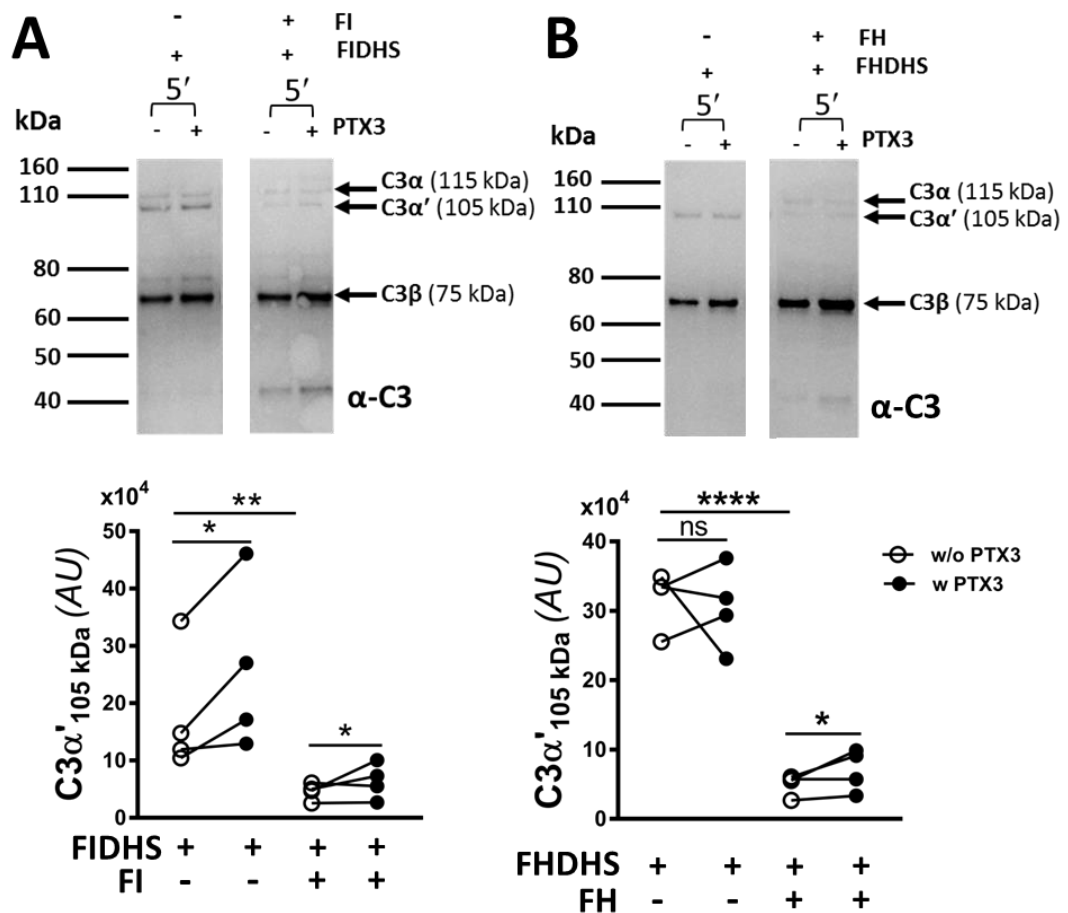 A
- + FI
+ + FIDHS
5′ 5′
kDa
- + - + PTX3
160
110
80
60
50
40
C3α (115 kDa)
C3α′ (105 kDa)
C3β (75 kDa)
α-C3
x10⁴
50
40
30
20
10
0
C3α'105 kDa (AU)
**
*
*
FIDHS + + + +
FI - - + +
B
- + FH
+ + FHDHS
5′ 5′
kDa
- + - + PTX3
160
110
80
60
50
40
C3α (115 kDa)
C3α′ (105 kDa)
C3β (75 kDa)
α-C3
x10⁴
40
30
20
10
0
C3α'105 kDa (AU)
****
ns
*
w/o PTX3
w PTX3
FHDHS + + + +
FH - - + +